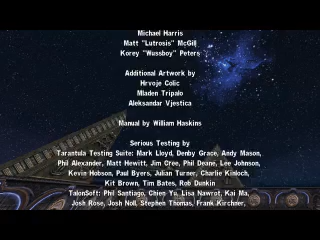 Michael Harris
Matt "Lutrosis" McGill
Korey "Wussboy" Peters
Additional Artwork by
Hrvoje Colic
Mladen Tripalo
Aleksandar Vjestica
Manual by William Haskins
Serious Testing by
Tarantula Testing Suite: Mark Lloyd, Denby Grace, Andy Mason,
Phil Alexander, Matt Hewitt, Jim Cree, Phil Deane, Lee Johnson,
Kevin Hobson, Paul Byers, Julian Turner, Charlie Kinloch,
Kit Brown, Tim Bates, Rob Dunkin
TalonSoft: Phil Santiago, Chien Yu, Lisa Nawrot, Kai Ma,
Josh Rose, Josh Noll, Stephen Thomas, Frank Kirchner,